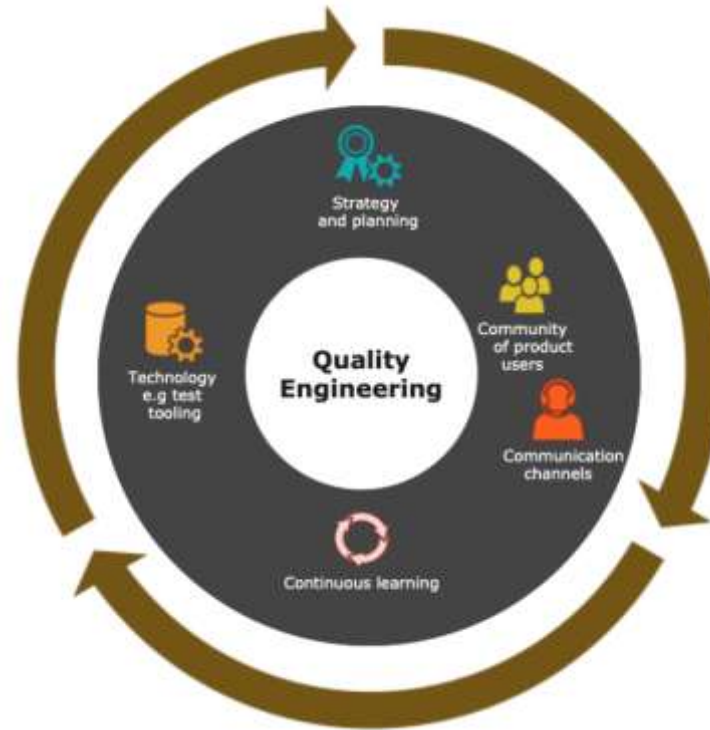 Strategy
and planning
Community
of product
users
Technology
e.g test
tooling
Quality
Engineering
Communication
channels
Continuous learning